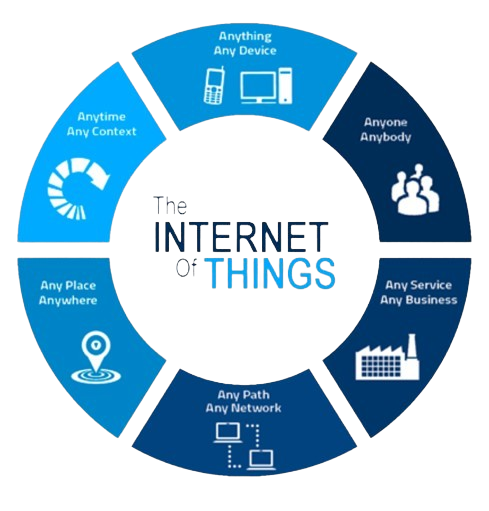 Anything
Any Device
Anyone
Anybody
Any Service
Any Business
Any Path
Any Network
Any Place
Anywhere
Anytime
Any Context
The
INTERNET
Of THINGS